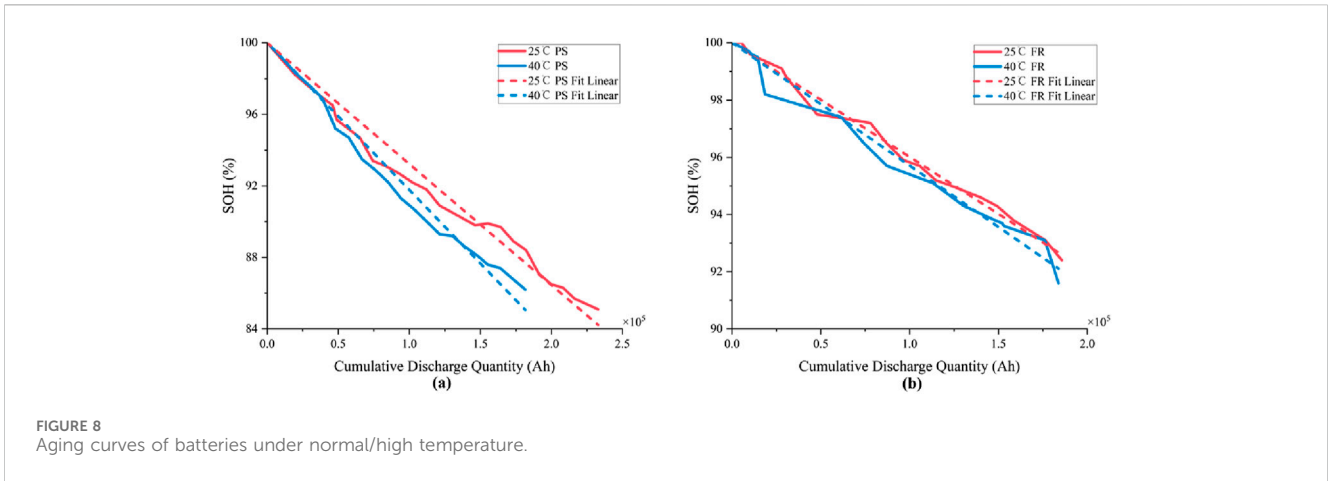 100
96
92
88
84
SOH (%)
25℃ PS
40℃ PS
25℃ PS Fit Linear
40℃ PS Fit Linear
×10⁵
0.0 0.5 1.0 1.5 2.0 2.5
Cumulative Discharge Quantity (Ah)
(a)
100
98
96
94
92
90
SOH (%)
25℃ FR
40℃ FR
25℃ FR Fit Linear
40℃ FR Fit Linear
×10⁵
0.0 0.5 1.0 1.5 2.0
Cumulative Discharge Quantity (Ah)
(b)
FIGURE 8
Aging curves of batteries under normal/high temperature.